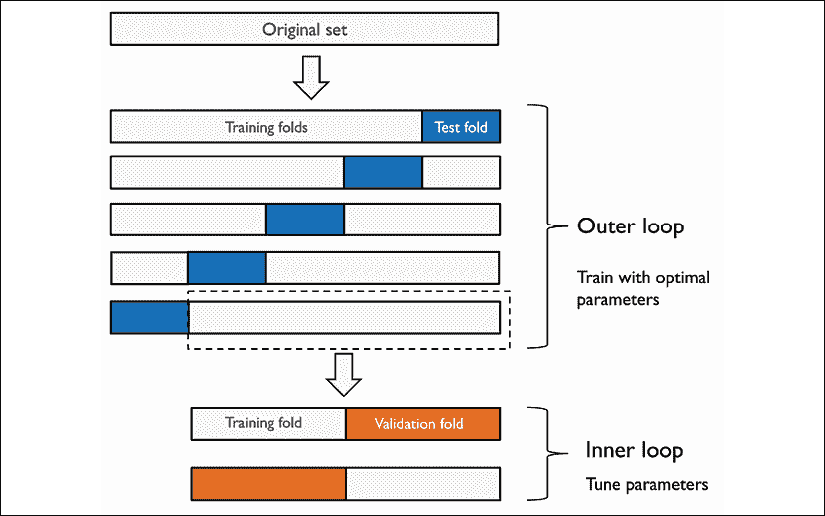 Original set
Training folds
Test fold
Outer loop
Train with optimal
parameters
Training fold
Validation fold
Inner loop
Tune parameters